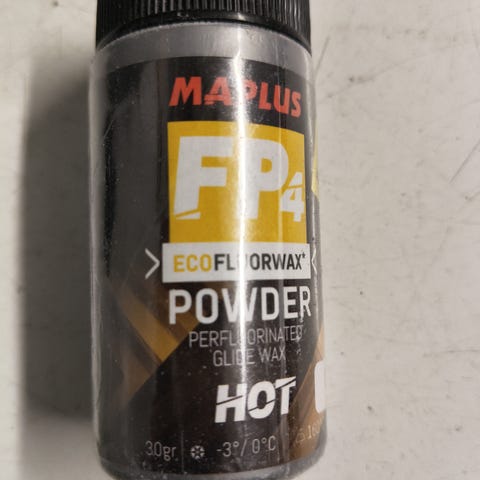 MAPLUS
FP4
ECOFLUORWAX*
POWDER
PERFLUORINATED
GLIDE WAX
HOT
30gr -3°/0°C